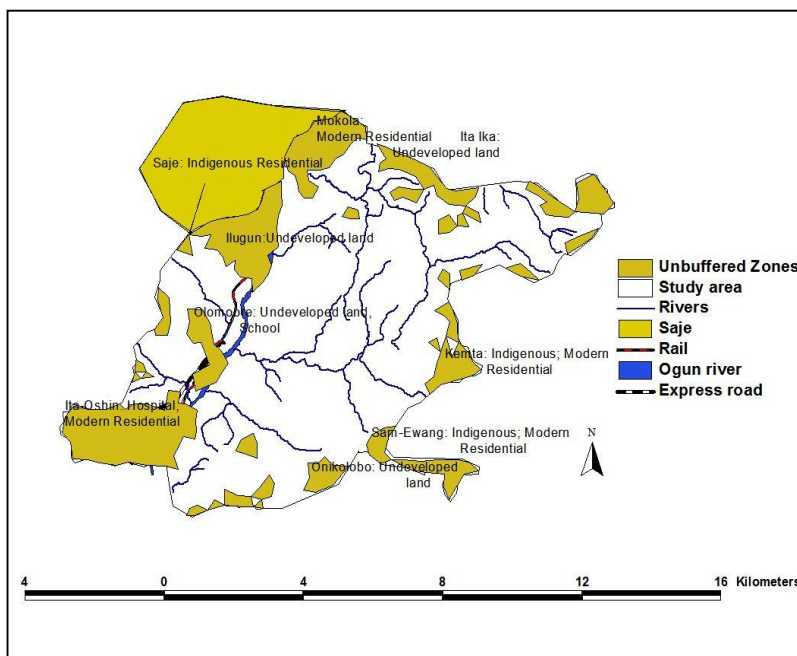 Mokola:
Modern Residential
Ita Ika:
Undeveloped land
Saje: Indigenous Residential
Ilugun:Undeveloped land
Olomoore: Undeveloped land,
School
Kemta: Indigenous; Modern
Residential
Ita-Oshin: Hospital,
Modern Residential
Sam-Ewang: Indigenous; Modern
Residential
Onikolobo: Undeveloped
land
Unbuffered Zones
Study area
Rivers
Saje
Rail
Ogun river
Express road
N
4 0 4 8 12 16 Kilometers